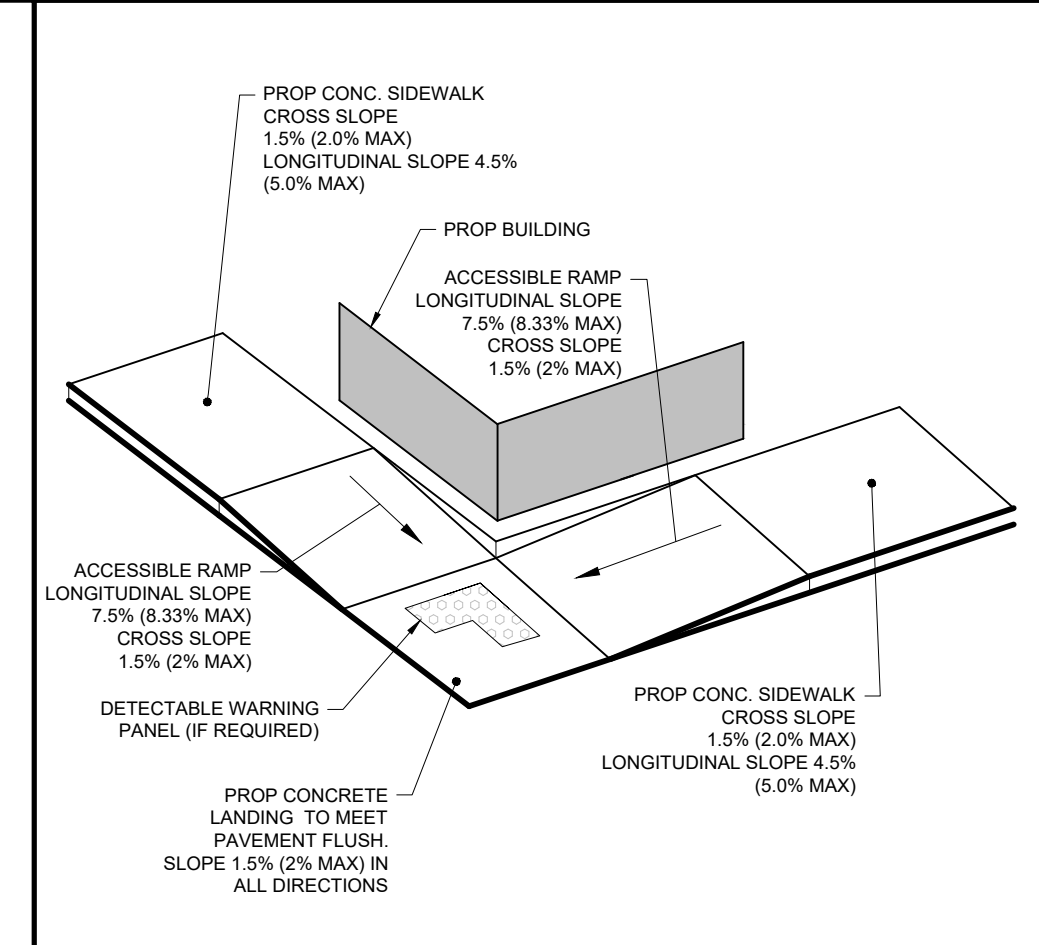 PROP CONC. SIDEWALK
CROSS SLOPE
1.5% (2.0% MAX)
LONGITUDINAL SLOPE 4.5%
(5.0% MAX)
PROP BUILDING
ACCESSIBLE RAMP
LONGITUDINAL SLOPE
7.5% (8.33% MAX)
CROSS SLOPE
1.5% (2% MAX)
ACCESSIBLE RAMP
LONGITUDINAL SLOPE
7.5% (8.33% MAX)
CROSS SLOPE
1.5% (2% MAX)
DETECTABLE WARNING
PANEL (IF REQUIRED)
PROP CONC. SIDEWALK
CROSS SLOPE
1.5% (2.0% MAX)
LONGITUDINAL SLOPE 4.5%
(5.0% MAX)
PROP CONCRETE
LANDING TO MEET
PAVEMENT FLUSH.
SLOPE 1.5% (2% MAX) IN
ALL DIRECTIONS